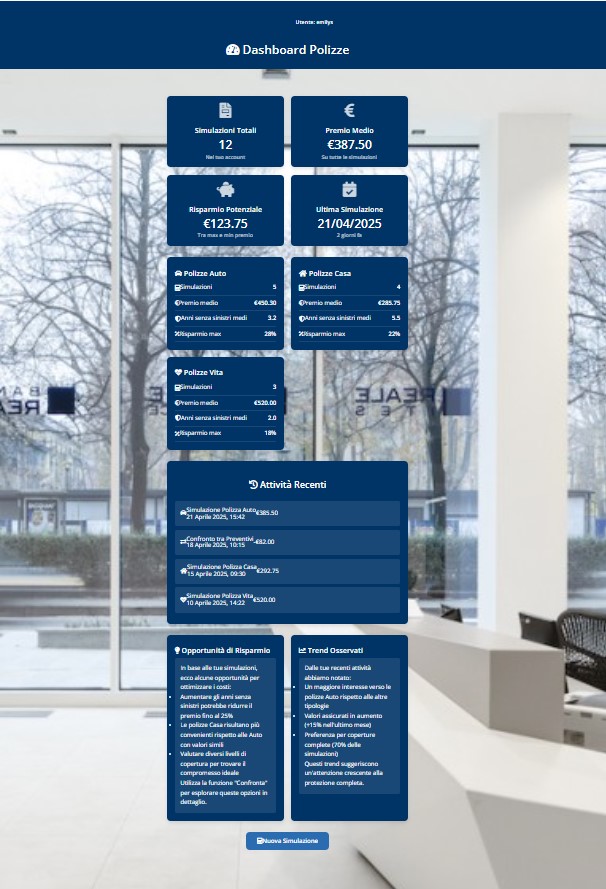 Utente: emilys
Dashboard Polizze
Simulazioni Totali
12
Nel tuo account
Premio Medio
€387.50
Su tutte le simulazioni
Risparmio Potenziale
€123.75
Tra max e min premio
Ultima Simulazione
21/04/2025
2 giorni fa
Polizze Auto
Simulazioni 5
Premio medio €450.30
Anni senza sinistri medi 3.2
Risparmio max 28%
Polizze Casa
Simulazioni 4
Premio medio €285.75
Anni senza sinistri medi 5.5
Risparmio max 22%
Polizze Vita
Simulazioni 3
Premio medio €520.00
Anni senza sinistri medi 2.0
Risparmio max 18%
REALE
Attività Recenti
Simulazione Polizza Auto €385.50
21 Aprile 2025, 15:42
Confronto tra Preventivi -€82.00
18 Aprile 2025, 10:15
Simulazione Polizza Casa €292.75
15 Aprile 2025, 09:30
Simulazione Polizza Vita €520.00
10 Aprile 2025, 14:22
Opportunità di Risparmio
In base alle tue simulazioni,
ecco alcune opportunità per
ottimizzare i costi:
Aumentare gli anni senza
sinistri potrebbe ridurre il
premio fino al 25%
Le polizze Casa risultano più
convenienti rispetto alle Auto
con valori simili
Valutare diversi livelli di
copertura per trovare il
compromesso ideale
Utilizza la funzione "Confronta"
per esplorare queste opzioni in
dettaglio.
Trend Osservati
Dalle tue recenti attività
abbiamo notato:
Un maggiore interesse verso le
polizze Auto rispetto alle altre
tipologie
Valori assicurati in aumento
(+15% nell'ultimo mese)
Preferenza per coperture
complete (70% delle
simulazioni)
Questi trend suggeriscono
un'attenzione crescente alla
protezione completa.
Nuova Simulazione